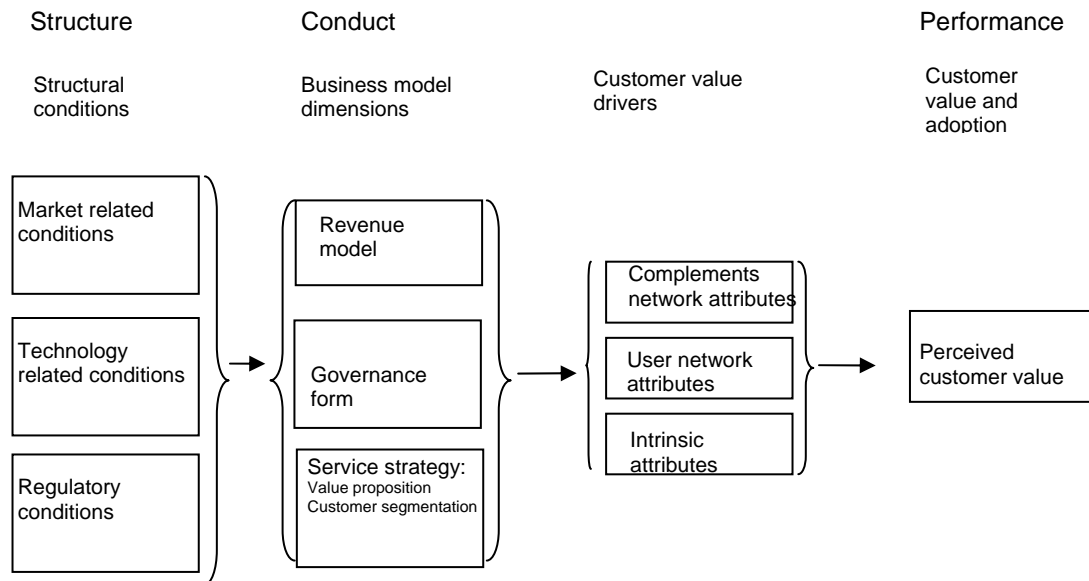 Structure
Conduct
Performance
Structural
conditions
Business model
dimensions
Customer value
drivers
Customer
value and
adoption
Market related
conditions
Technology
related conditions
Regulatory
conditions
Revenue
model
Governance
form
Service strategy:
Value proposition
Customer segmentation
Complements
network attributes
User network
attributes
Intrinsic
attributes
Perceived
customer value